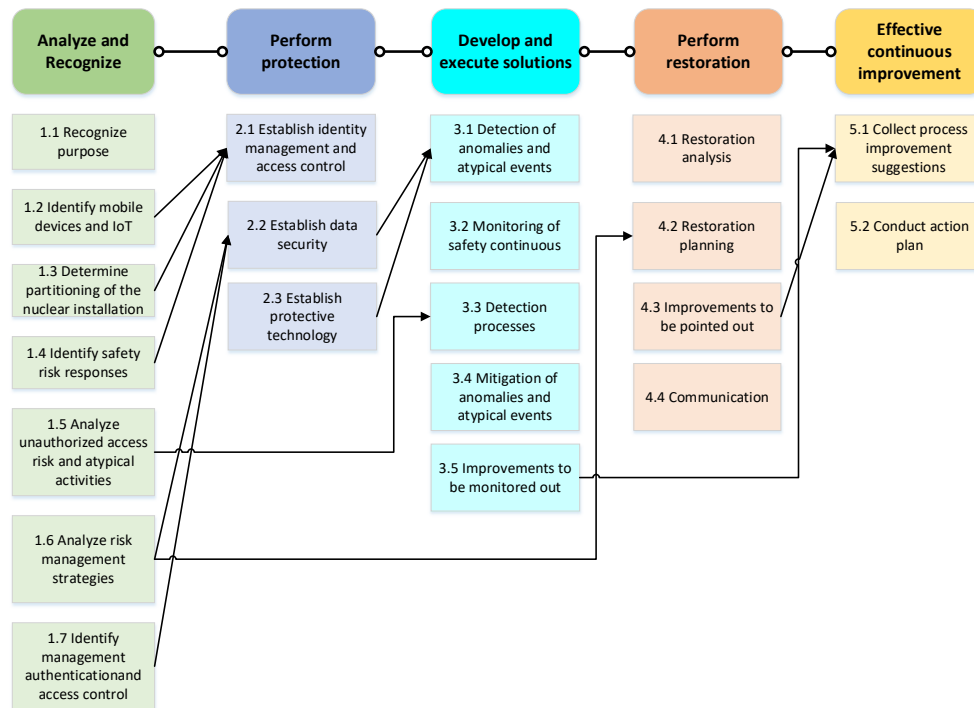 Analyze and
Recognize
Perform
protection
Develop and
execute solutions
Perform
restoration
Effective
continuous
improvement
1.1 Recognize
purpose
1.2 Identify mobile
devices and IoT
1.3 Determine
partitioning of the
nuclear installation
1.4 Identify safety
risk responses
1.5 Analyze
unauthorized access
risk and atypical
activities
1.6 Analyze risk
management
strategies
1.7 Identify
management
authenticationand
access control
2.1 Establish identity
management and
access control
2.2 Establish data
security
2.3 Establish
protective
technology
3.1 Detection of
anomalies and
atypical events
3.2 Monitoring of
safety continuous
3.3 Detection
processes
3.4 Mitigation of
anomalies and
atypical events
3.5 Improvements to
be monitored out
4.1 Restoration
analysis
4.2 Restoration
planning
4.3 Improvements to
be pointed out
4.4 Communication
5.1 Collect process
improvement
suggestions
5.2 Conduct action
plan